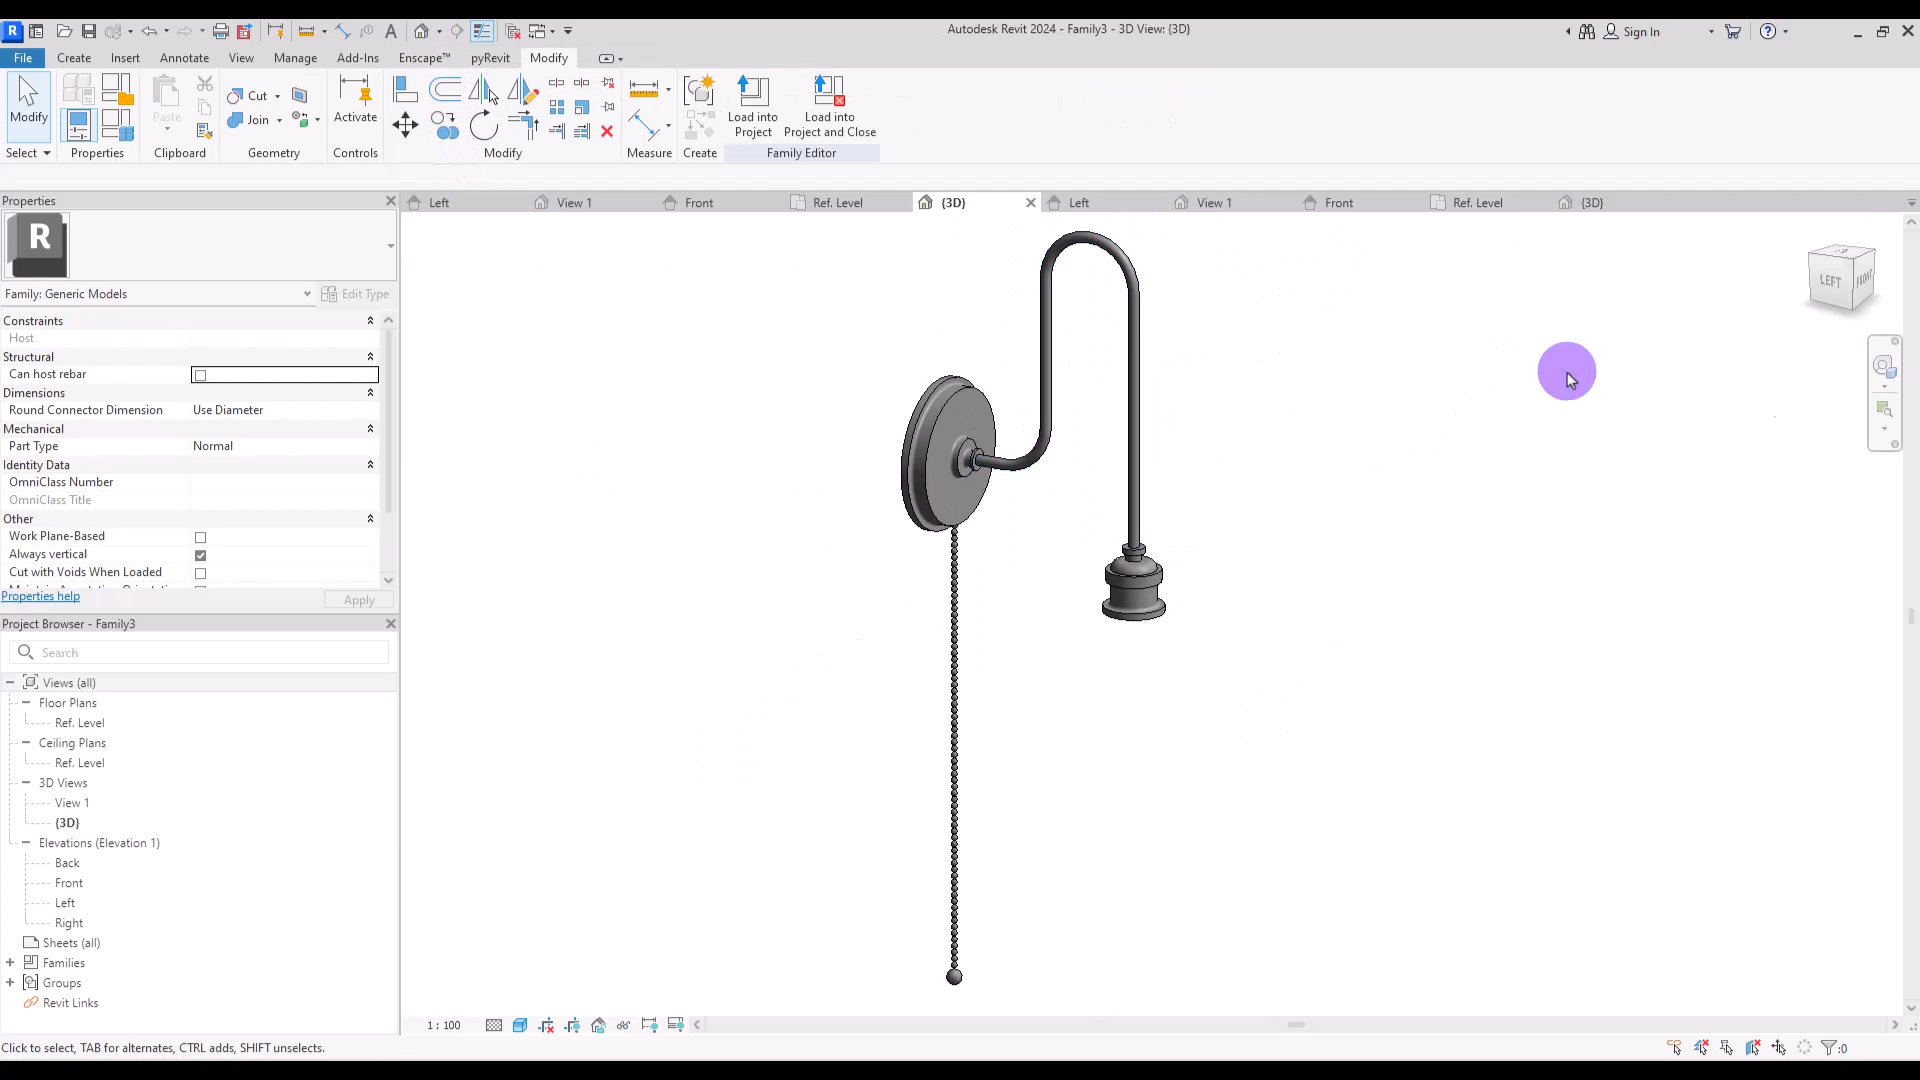 Autodesk Revit 2024 - Family3 - 3D View: {3D}
Sign In
File
Create
Insert
Annotate
View
Manage
Add-Ins
Enscape™
pyRevit
Modify
Modify
Paste
Cut
Join
Activate
Load into
Project
Load into
Project and Close
Select
Properties
Clipboard
Geometry
Controls
Modify
Measure
Create
Family Editor
Properties
Left
View 1
Front
Ref. Level
{3D}
Left
View 1
Front
Ref. Level
{3D}
R
Family: Generic Models
Edit Type
Constraints
Host
Structural
Can host rebar
Dimensions
Round Connector Dimension
Use Diameter
Mechanical
Part Type
Normal
Identity Data
OmniClass Number
OmniClass Title
Other
Work Plane-Based
Always vertical
Cut with Voids When Loaded
Properties help
Apply
Project Browser - Family3
Search
Views (all)
Floor Plans
Ref. Level
Ceiling Plans
Ref. Level
3D Views
View 1
{3D}
Elevations (Elevation 1)
Back
Front
Left
Right
Sheets (all)
Families
Groups
Revit Links
LEFT
FRONT
1 : 100
Click to select, TAB for alternates, CTRL adds, SHIFT unselects.
:0